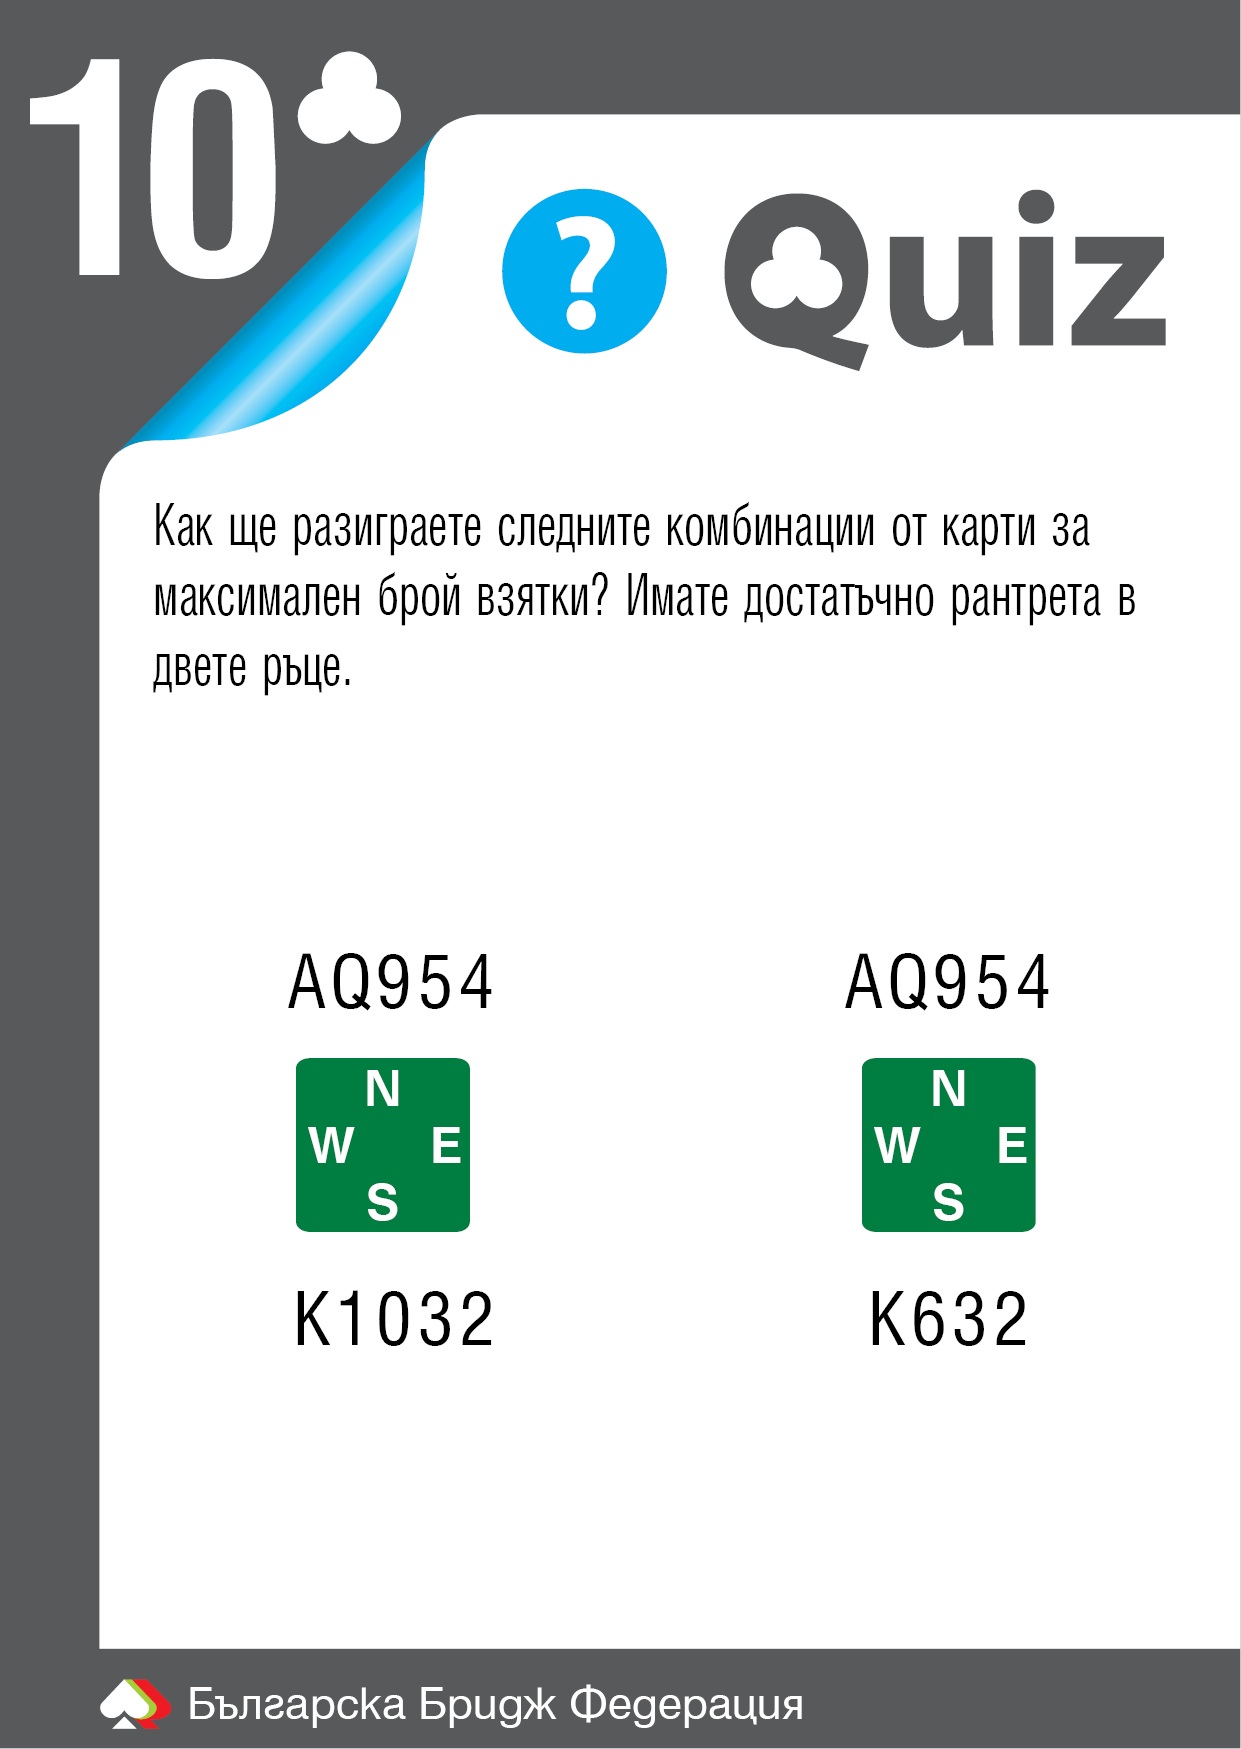 10♣
? Quiz
Как ще разиграете следните комбинации от карти за
максимален брой взятки? Имате достатъчно рантрета в
двете ръце.
AQ954 AQ954
N N
W E W E
S S
K1032 K632
Българска Бридж Федерация